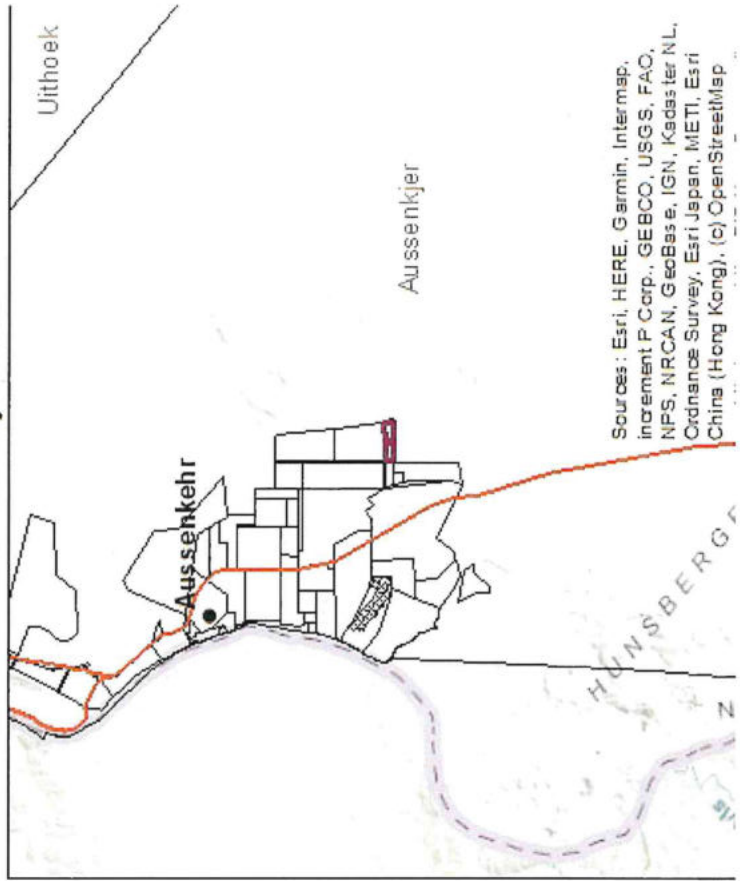 Uithoek
Aussenkehr
Aussenkjer
HUNSBERGE
N
Sources: Esri, HERE, Garmin, Intermap,
increment P Corp., GEBCO, USGS, FAO,
NPS, NRCAN, GeoBase, IGN, Kadaster NL,
Ordnance Survey, Esri Japan, METI, Esri
China (Hong Kong), (c) OpenStreetMap